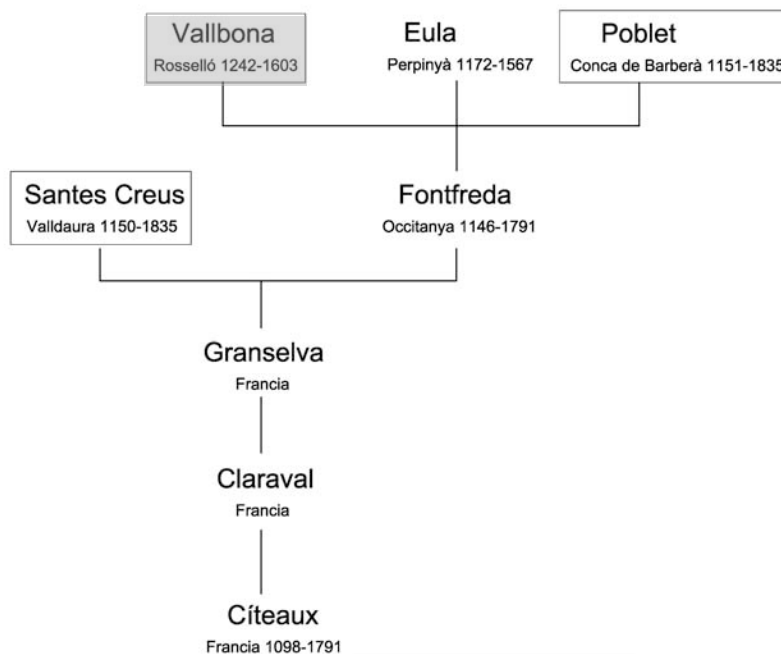 Vallbona
Rosselló 1242-1603
Eula
Perpinyà 1172-1567
Poblet
Conca de Barberà 1151-1835
Santes Creus
Valldaura 1150-1835
Fontfreda
Occitanya 1146-1791
Granselva
Francia
Claraval
Francia
Cíteaux
Francia 1098-1791